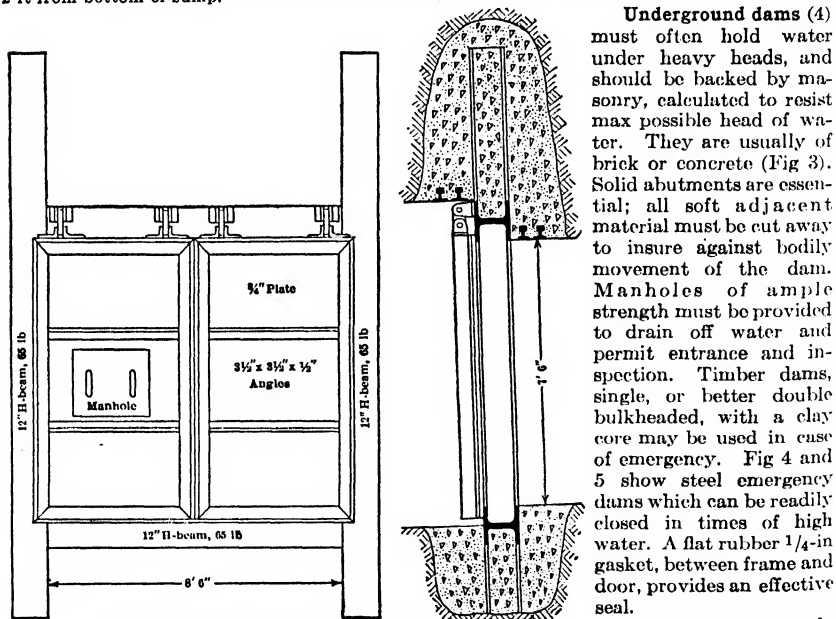 2 ft from bottom of sump.
Underground dams (4)
must often hold water
under heavy heads, and
should be backed by ma-
sonry, calculated to resist
max possible head of wa-
ter. They are usually of
brick or concrete (Fig 3).
Solid abutments are essen-
tial; all soft adjacent
material must be cut away
to insure against bodily
movement of the dam.
Manholes of ample
strength must be provided
to drain off water and
permit entrance and in-
spection. Timber dams,
single, or better double
bulkheaded, with a clay
core may be used in case
of emergency. Fig 4 and
5 show steel emergency
dams which can be readily
closed in times of high
water. A flat rubber 1/4-in
gasket, between frame and
door, provides an effective
seal.
3/4" Plate
3 1/2" x 3 1/2" x 1/2"
Angles
Manhole
12" H-beam, 65 lb
12" H-beam, 65 lb
12" H-beam, 65 lb
8' 6"
7' 6"